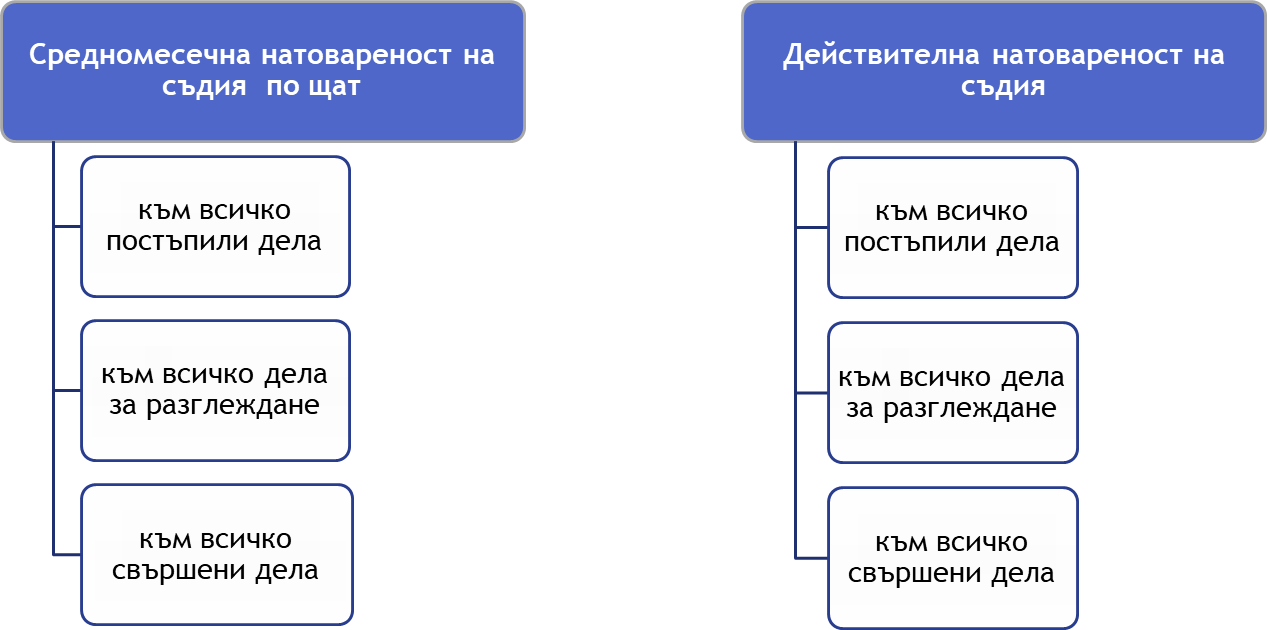 Средномесечна натовареност на
съдия по щат
към всичко
постъпили дела
към всичко дела
за разглеждане
към всичко
свършени дела
Действителна натовареност на
съдия
към всичко
постъпили дела
към всичко дела
за разглеждане
към всичко
свършени дела